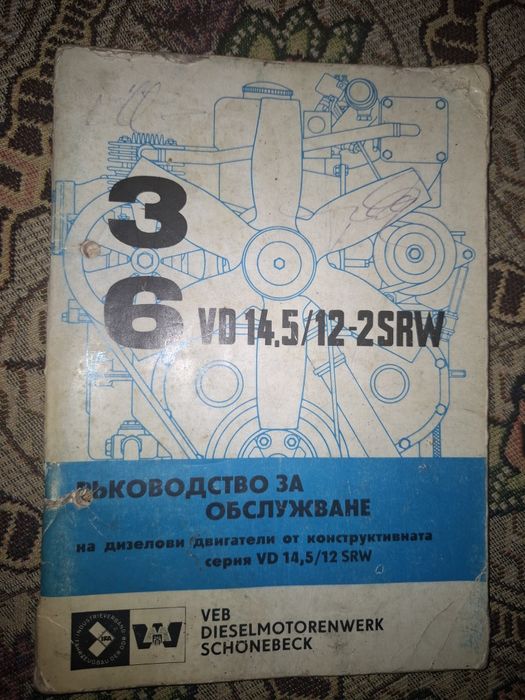 3
6 VD 14,5/12-2SRW
РЪКОВОДСТВО ЗА
ОБСЛУЖВАНЕ
на дизелови двигатели от конструктивната
серия VD 14,5/12 SRW
VEB
DIESELMOTORENWERK
SCHÖNEBECK